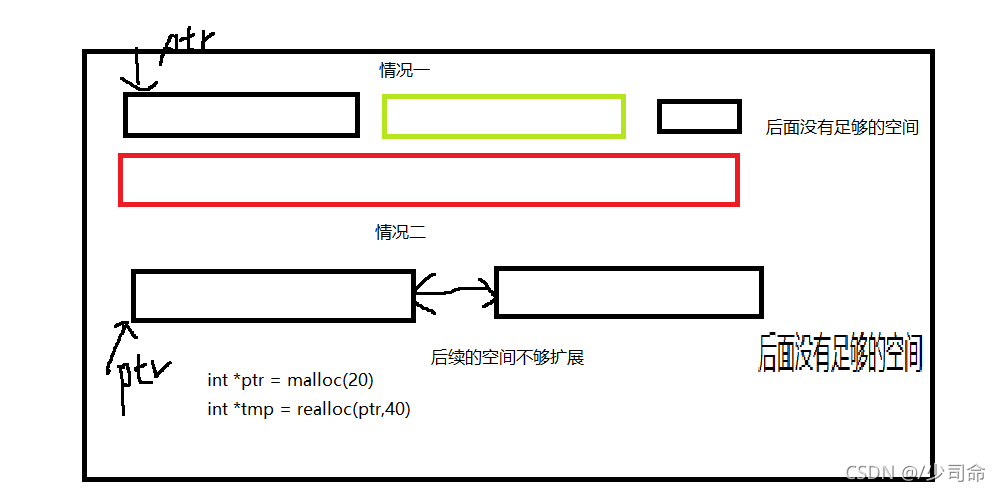 ptr
情况一
后面没有足够的空间
情况二
ptr
后续的空间不够扩展
后面没有足够的空间
int *ptr = malloc(20)
int *tmp = realloc(ptr,40)
CSDN @/少司命